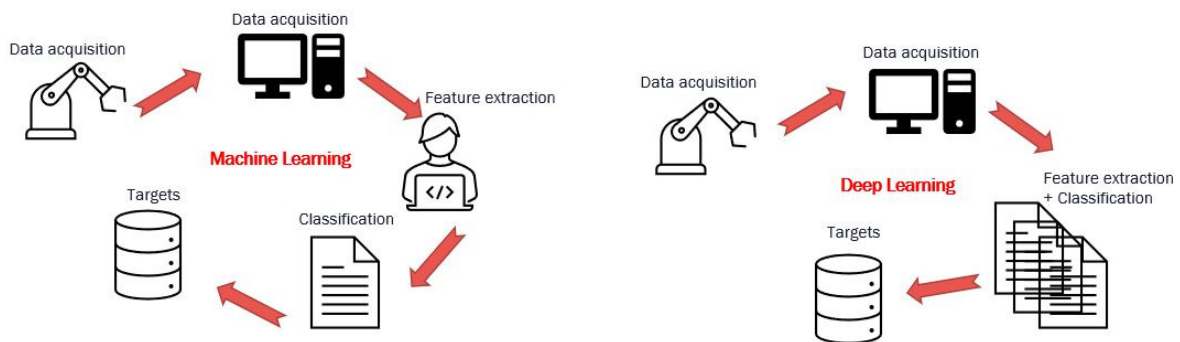 Data acquisition
Data acquisition
Feature extraction
Machine Learning
</>
Classification
Targets
Data acquisition
Data acquisition
Deep Learning
Feature extraction
+ Classification
Targets